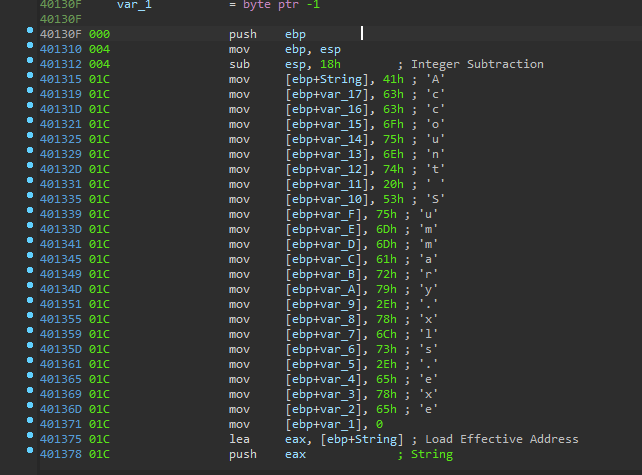 40130F     var_1           = byte ptr -1
40130F
40130F 000                 push    ebp
401310 004                 mov     ebp, esp
401312 004                 sub     esp, 18h        ; Integer Subtraction
401315 01C                 mov     [ebp+String], 41h ; 'A'
401319 01C                 mov     [ebp+var_17], 63h ; 'c'
40131D 01C                 mov     [ebp+var_16], 63h ; 'c'
401321 01C                 mov     [ebp+var_15], 6Fh ; 'o'
401325 01C                 mov     [ebp+var_14], 75h ; 'u'
401329 01C                 mov     [ebp+var_13], 6Eh ; 'n'
40132D 01C                 mov     [ebp+var_12], 74h ; 't'
401331 01C                 mov     [ebp+var_11], 20h ; ' '
401335 01C                 mov     [ebp+var_10], 53h ; 'S'
401339 01C                 mov     [ebp+var_F], 75h ; 'u'
40133D 01C                 mov     [ebp+var_E], 6Dh ; 'm'
401341 01C                 mov     [ebp+var_D], 6Dh ; 'm'
401345 01C                 mov     [ebp+var_C], 61h ; 'a'
401349 01C                 mov     [ebp+var_B], 72h ; 'r'
40134D 01C                 mov     [ebp+var_A], 79h ; 'y'
401351 01C                 mov     [ebp+var_9], 2Eh ; '.'
401355 01C                 mov     [ebp+var_8], 78h ; 'x'
401359 01C                 mov     [ebp+var_7], 6Ch ; 'l'
40135D 01C                 mov     [ebp+var_6], 73h ; 's'
401361 01C                 mov     [ebp+var_5], 2Eh ; '.'
401365 01C                 mov     [ebp+var_4], 65h ; 'e'
401369 01C                 mov     [ebp+var_3], 78h ; 'x'
40136D 01C                 mov     [ebp+var_2], 65h ; 'e'
401371 01C                 mov     [ebp+var_1], 0
401375 01C                 lea     eax, [ebp+String] ; Load Effective Address
401378 01C                 push    eax             ; String